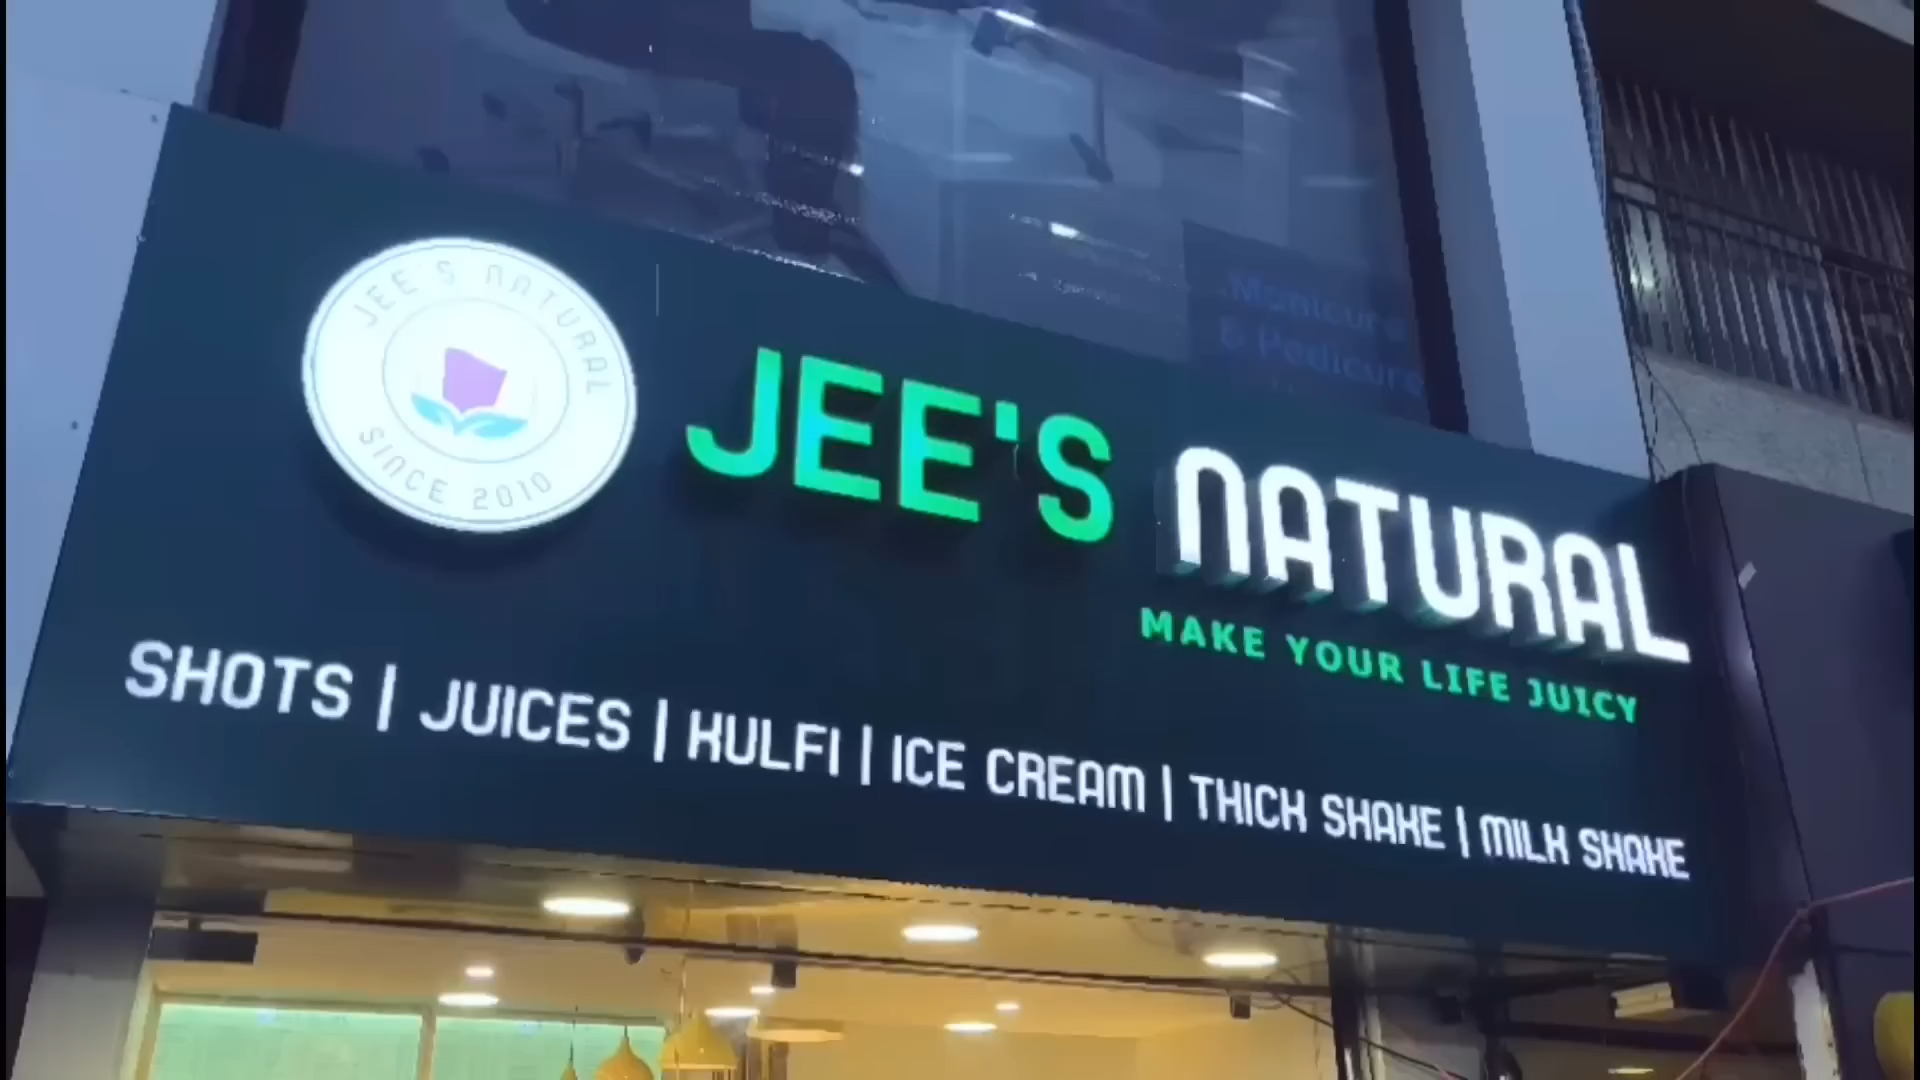 Manicure
& Pedicure
JEE'S NATURAL
SINCE 2010
JEE'S NATURAL
MAKE YOUR LIFE JUICY
SHOTS | JUICES | KULFI | ICE CREAM | THICK SHAKE | MILK SHAKE